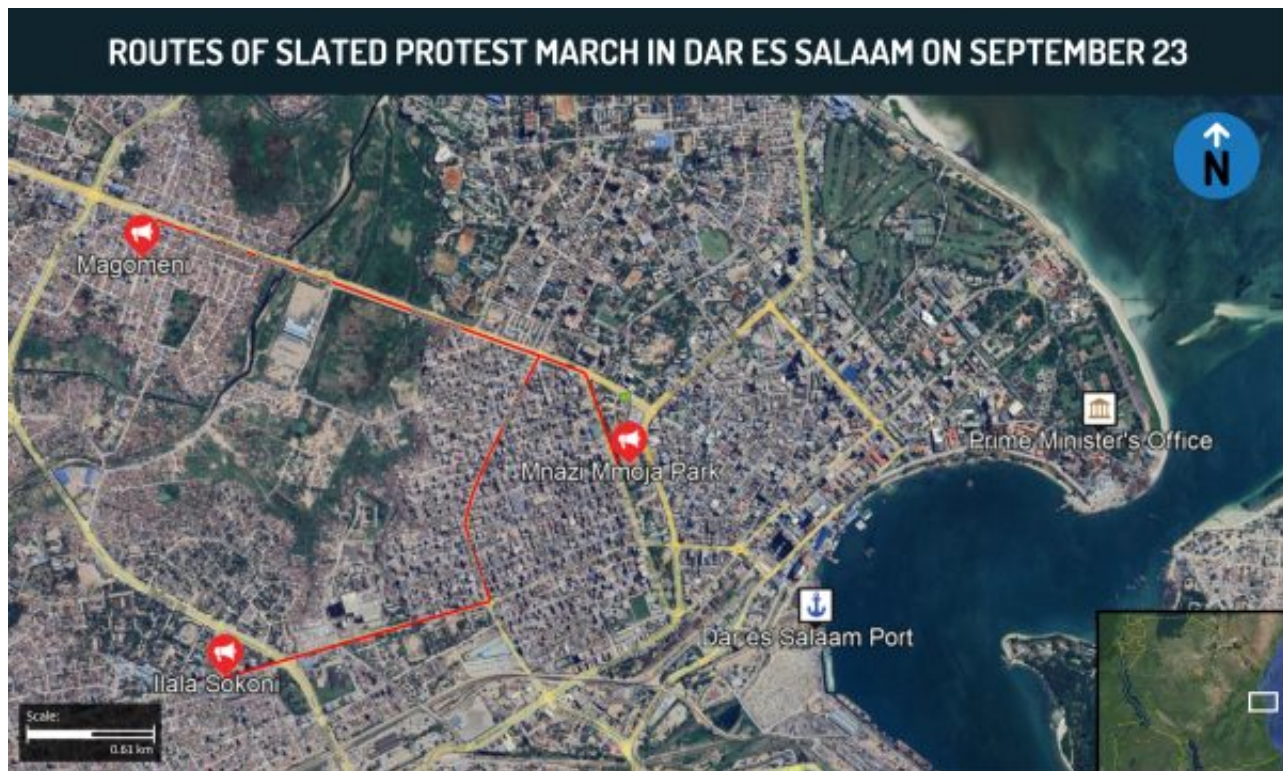 ROUTES OF SLATED PROTEST MARCH IN DAR ES SALAAM ON SEPTEMBER 23
N
Magomeni
Prime Minister's Office
Mnazi Mmoja Park
Dar es Salaam Port
Ilala Sokoni
Scale:
0.61 km